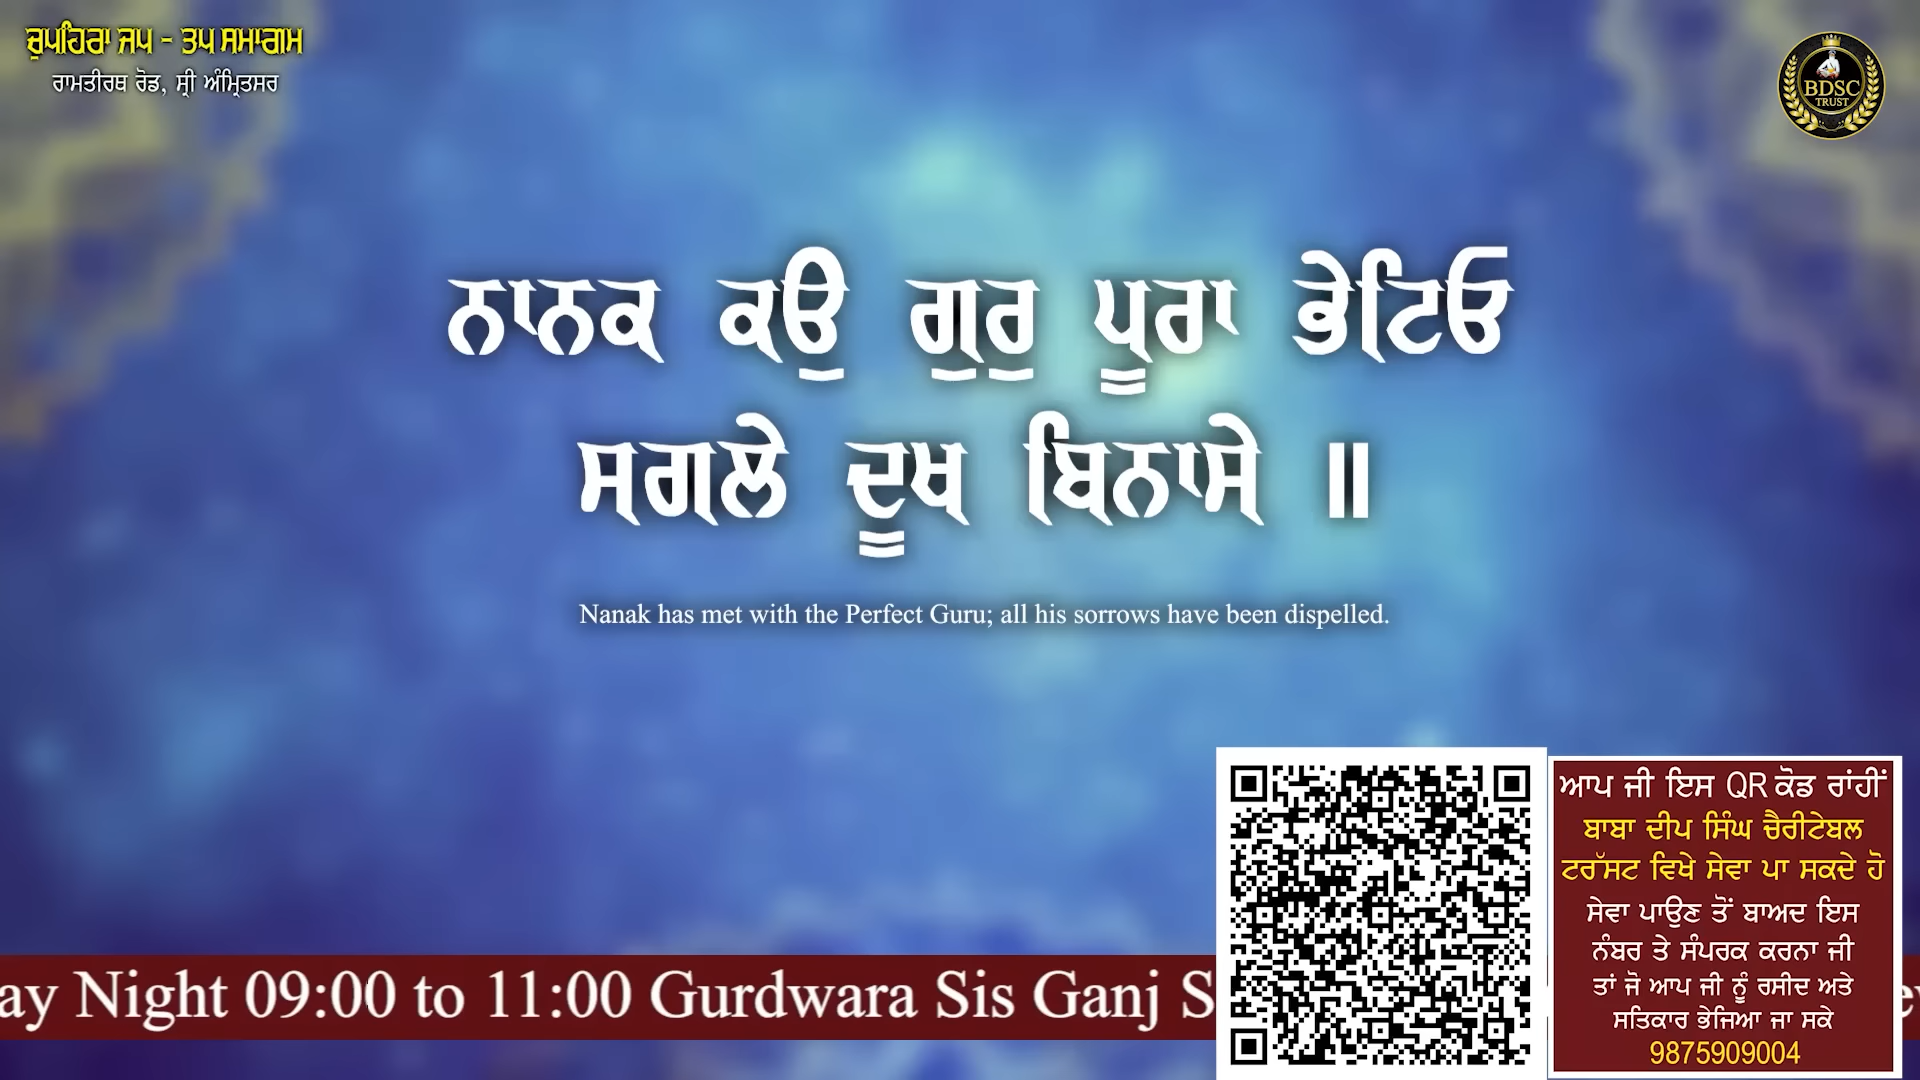 ਚੁਪਹਿਰਾ ਜਪ - ਤਪ ਸਮਾਗਮ
ਰਾਮਤੀਰਥ ਰੋਡ, ਸ੍ਰੀ ਅੰਮ੍ਰਿਤਸਰ
BDSC
TRUST
ਨਾਨਕ ਕਉ ਗੁਰੁ ਪੂਰਾ ਭੇਟਿਓ
ਸਗਲੇ ਦੂਖ ਬਿਨਾਸੇ ॥
Nanak has met with the Perfect Guru; all his sorrows have been dispelled.
ay Night 09:00 to 11:00 Gurdwara Sis Ganj S
ਆਪ ਜੀ ਇਸ QR ਕੋਡ ਰਾਂਹੀਂ
ਬਾਬਾ ਦੀਪ ਸਿੰਘ ਚੈਰੀਟੇਬਲ
ਟਰੱਸਟ ਵਿਖੇ ਸੇਵਾ ਪਾ ਸਕਦੇ ਹੋ
ਸੇਵਾ ਪਾਉਣ ਤੋਂ ਬਾਅਦ ਇਸ
ਨੰਬਰ ਤੇ ਸੰਪਰਕ ਕਰਨਾ ਜੀ
ਤਾਂ ਜੋ ਆਪ ਜੀ ਨੂੰ ਰਸੀਦ ਅਤੇ
ਸਤਿਕਾਰ ਭੇਜਿਆ ਜਾ ਸਕੇ
9875909004